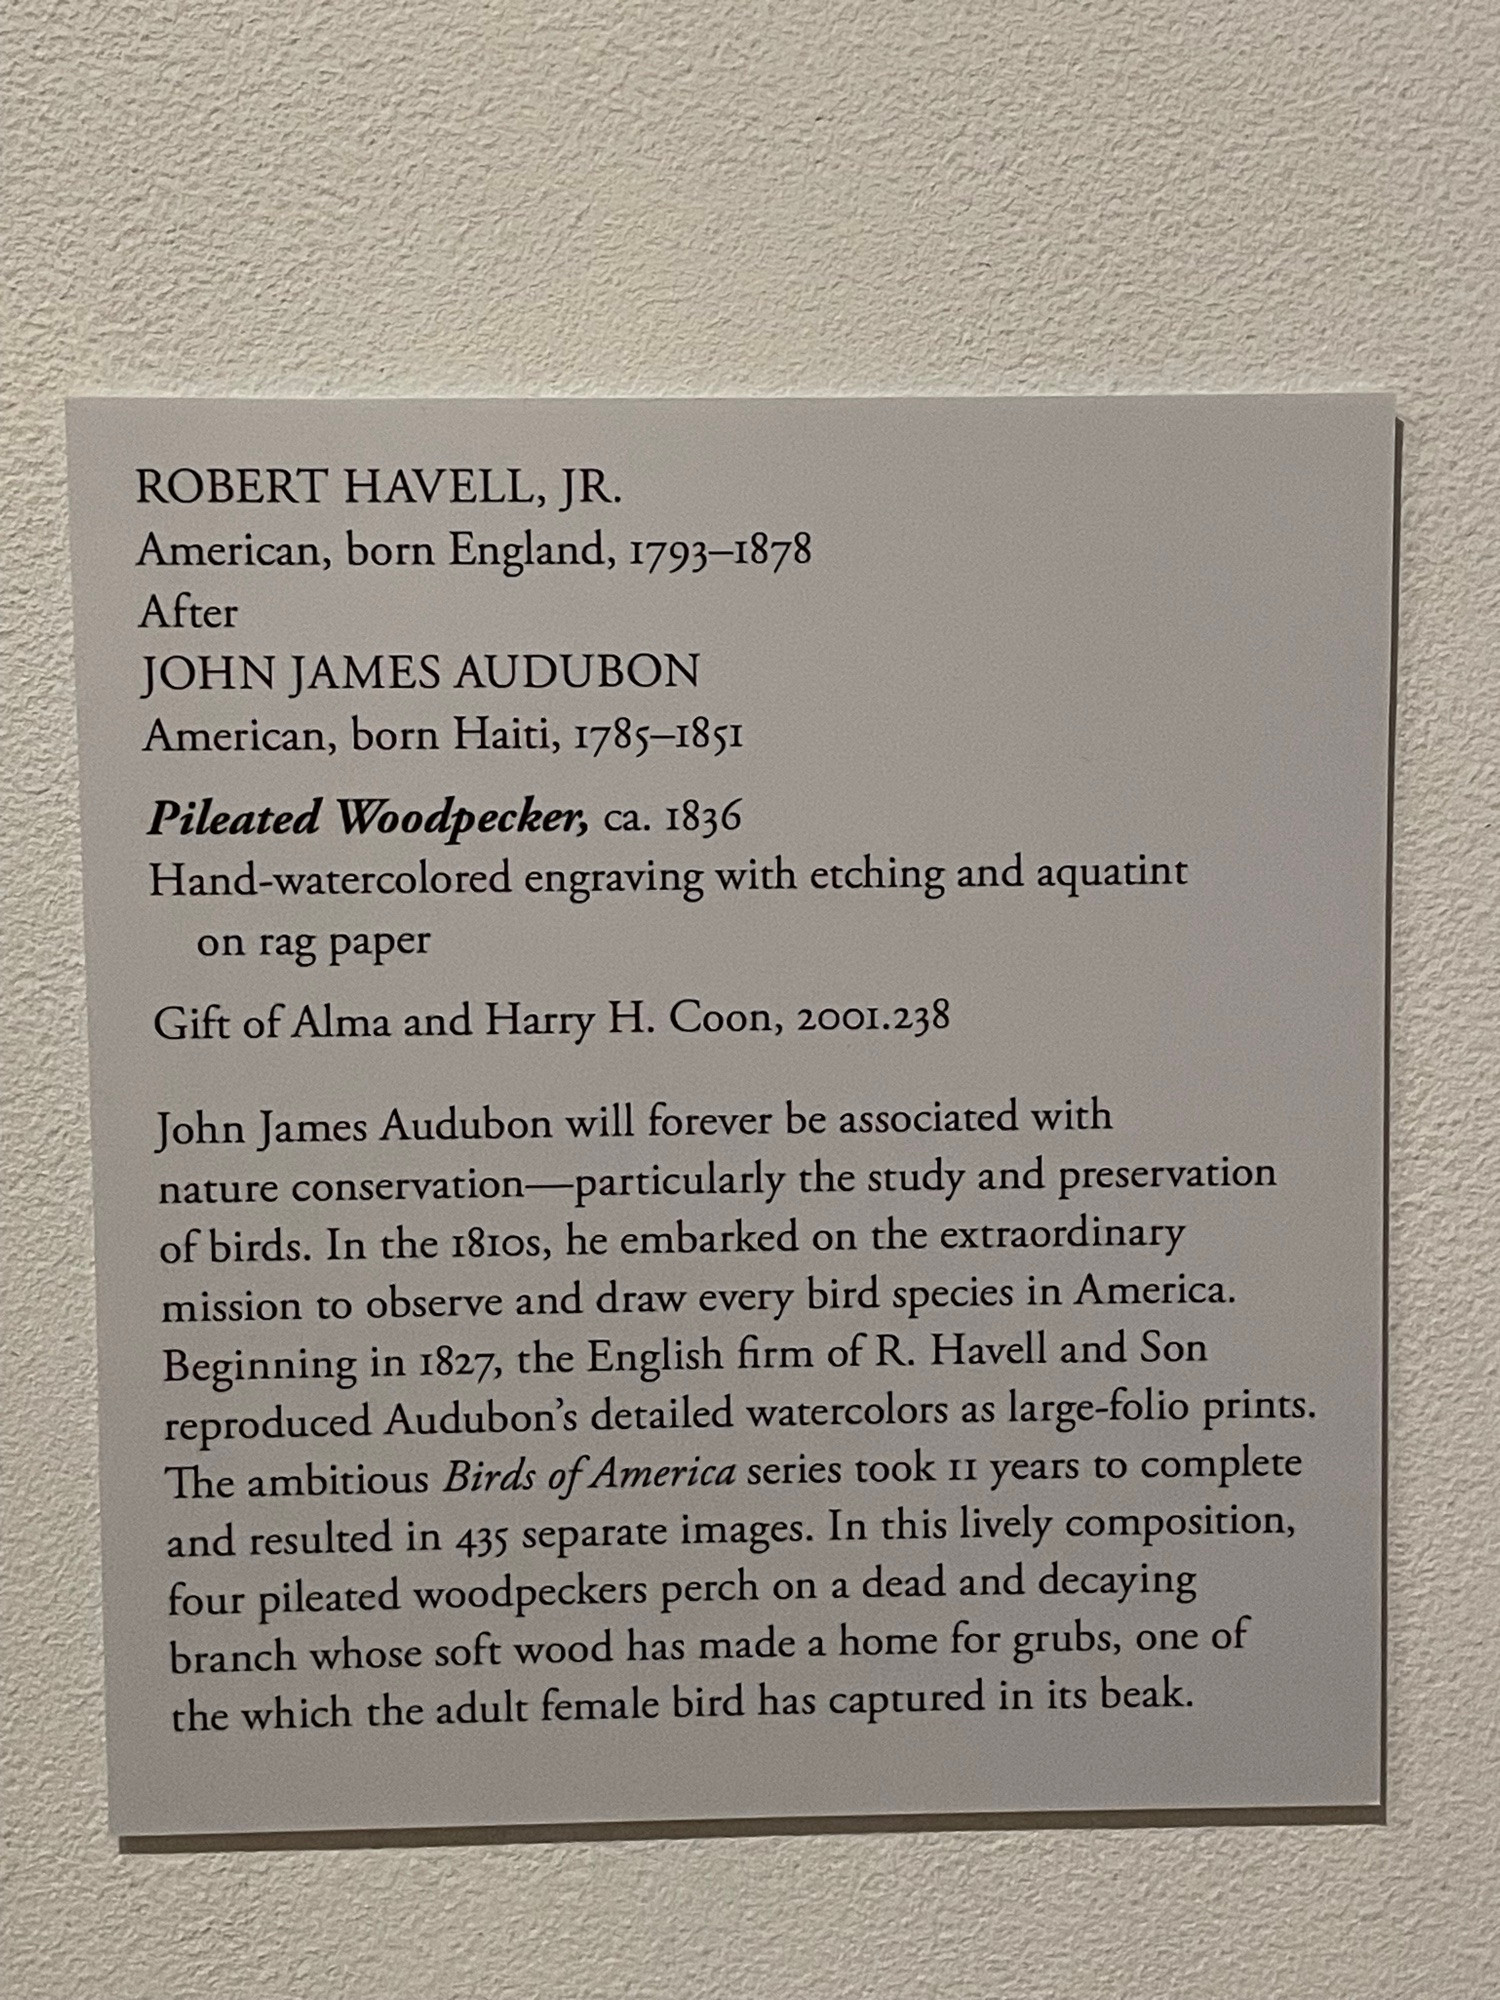 ROBERT HAVELL, JR.
American, born England, 1793–1878
After
JOHN JAMES AUDUBON
American, born Haiti, 1785–1851
Pileated Woodpecker, ca. 1836
Hand-watercolored engraving with etching and aquatint
on rag paper
Gift of Alma and Harry H. Coon, 2001.238
John James Audubon will forever be associated with
nature conservation—particularly the study and preservation
of birds. In the 1810s, he embarked on the extraordinary
mission to observe and draw every bird species in America.
Beginning in 1827, the English firm of R. Havell and Son
reproduced Audubon’s detailed watercolors as large-folio prints.
The ambitious Birds of America series took 11 years to complete
and resulted in 435 separate images. In this lively composition,
four pileated woodpeckers perch on a dead and decaying
branch whose soft wood has made a home for grubs, one of
the which the adult female bird has captured in its beak.